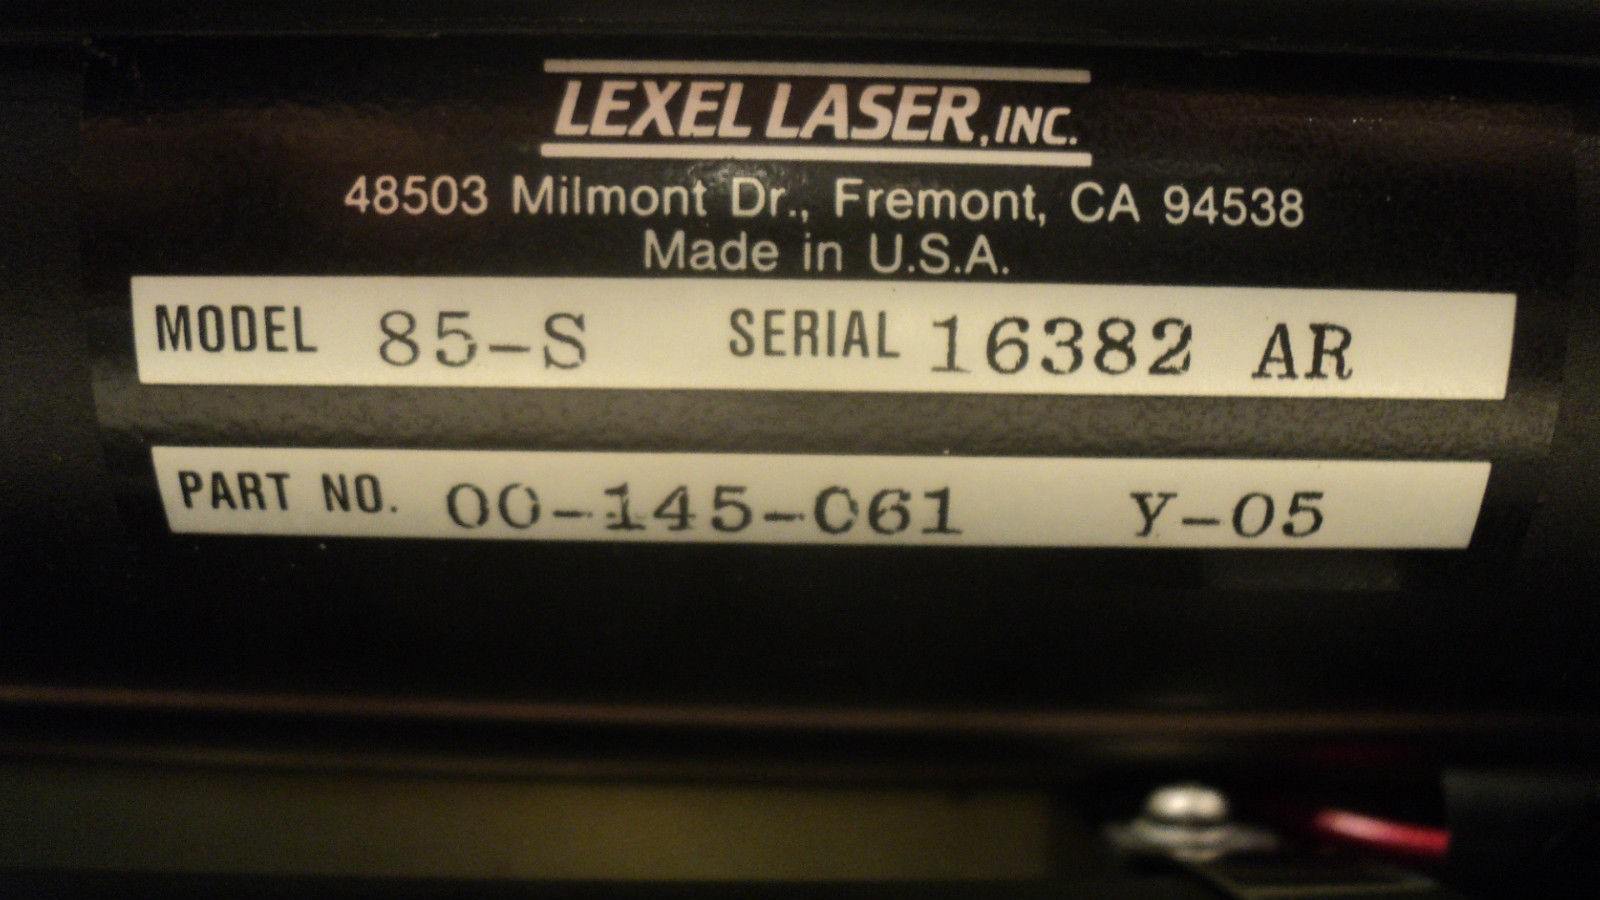 LEXEL LASER, INC.
48503 Milmont Dr., Fremont, CA 94538
Made in U.S.A.
MODEL 85-S SERIAL 16382 AR
PART NO. 00-145-061 Y-05